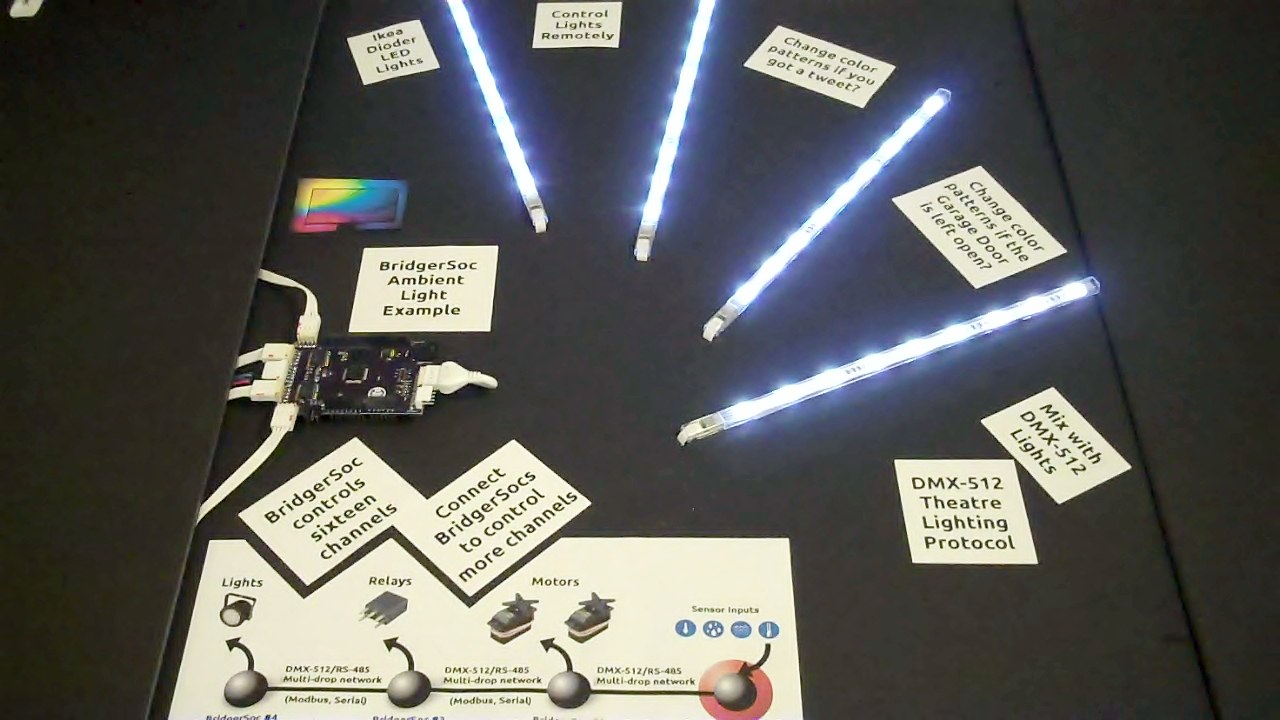 Ikea
Dioder
LED
Lights
Control
Lights
Remotely
Change color
patterns if you
got a tweet?
Change color
patterns if the
Garage Door
is left open?
BridgerSoc
Ambient
Light
Example
Mix with
DMX-512
Lights
DMX-512
Theatre
Lighting
Protocol
BridgerSoc
controls
sixteen
channels
Connect
BridgerSocs
to control
more channels
Lights
Relays
Motors
Sensor Inputs
DMX-512/RS-485
Multi-drop network
(Modbus, Serial)
DMX-512/RS-485
Multi-drop network
(Modbus, Serial)
DMX-512/RS-485
Multi-drop network
BridgerSoc #4
BridgerSoc #3